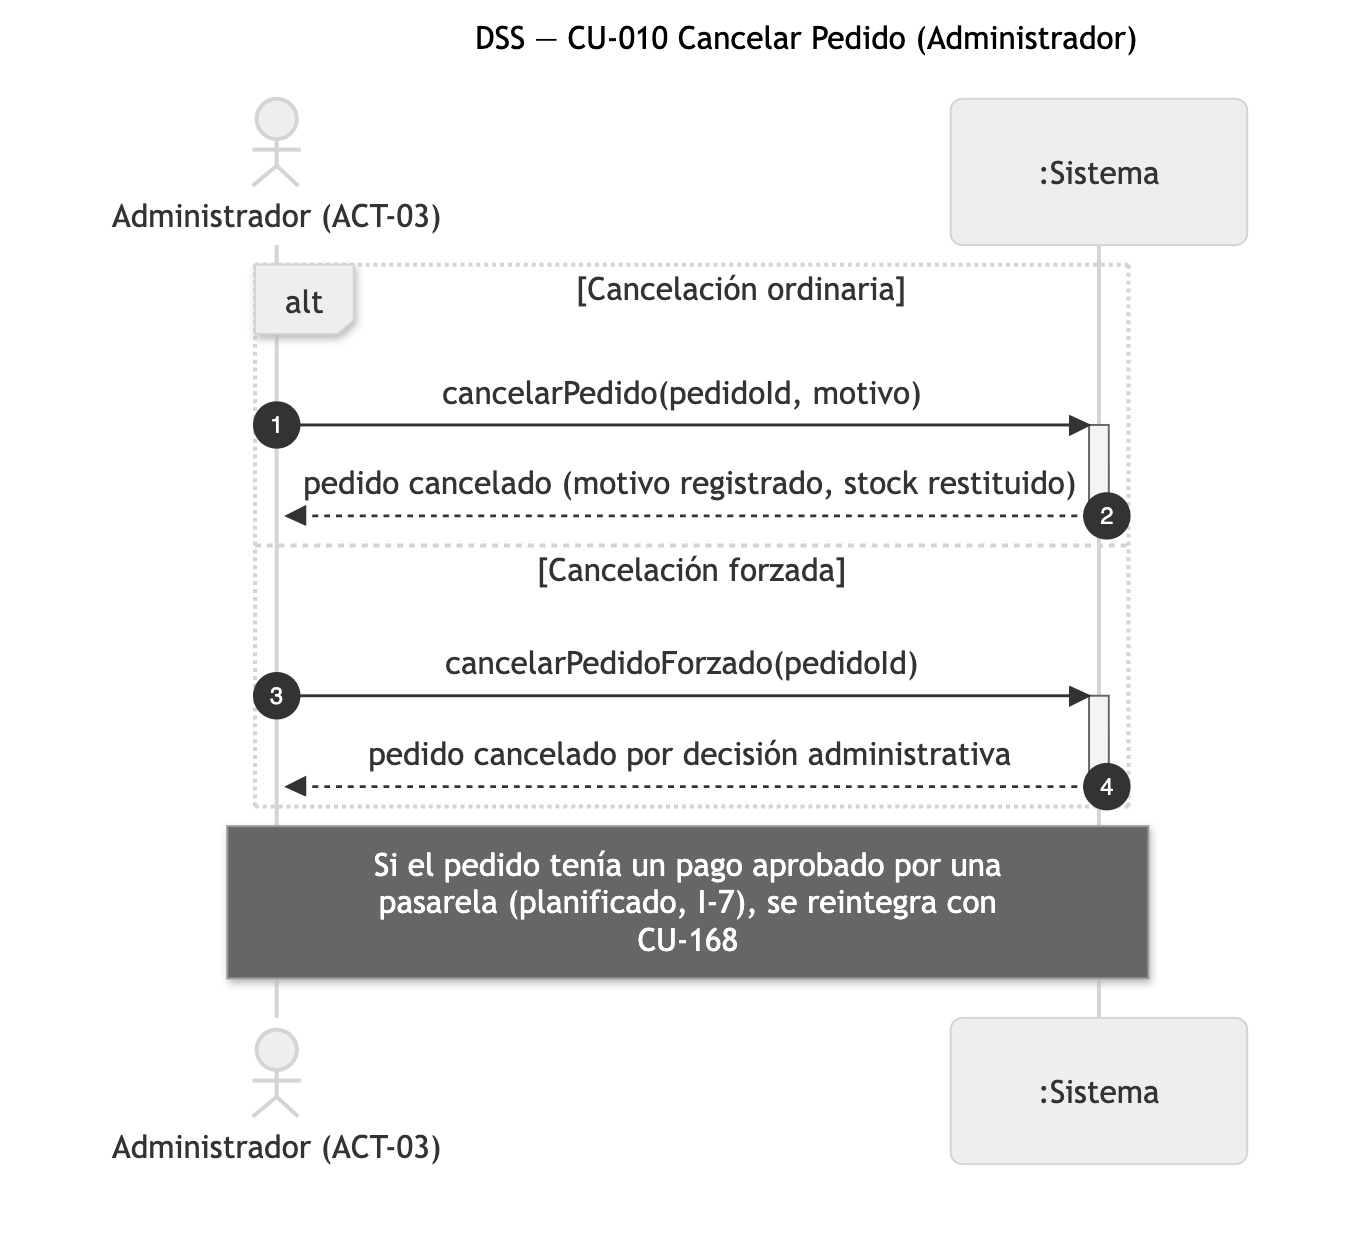 DSS — CU-010 Cancelar Pedido (Administrador)
Administrador (ACT-03)
:Sistema
alt
[Cancelación ordinaria]
cancelarPedido(pedidoId, motivo)
1
pedido cancelado (motivo registrado, stock restituido)
2
[Cancelación forzada]
cancelarPedidoForzado(pedidoId)
3
pedido cancelado por decisión administrativa
4
Si el pedido tenía un pago aprobado por una
pasarela (planificado, I-7), se reintegra con
CU-168
Administrador (ACT-03)
:Sistema